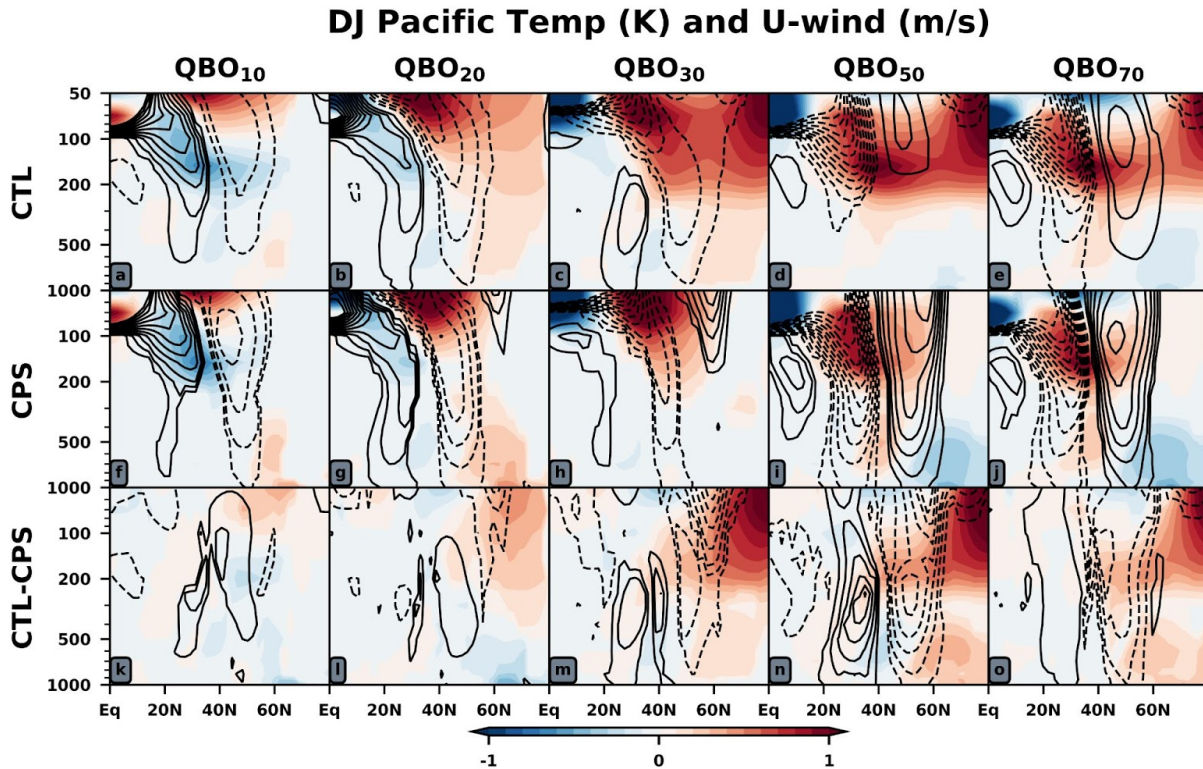 DJ Pacific Temp (K) and U-wind (m/s)
QBO10 QBO20 QBO30 QBO50 QBO70
50
100
CTL
200
500
a b c d e
1000
100
CPS
200
500
f g h i j
1000
100
CTL-CPS
200
500
k l m n o
1000
Eq 20N 40N 60N Eq 20N 40N 60N Eq 20N 40N 60N Eq 20N 40N 60N Eq 20N 40N 60N
-1 0 1